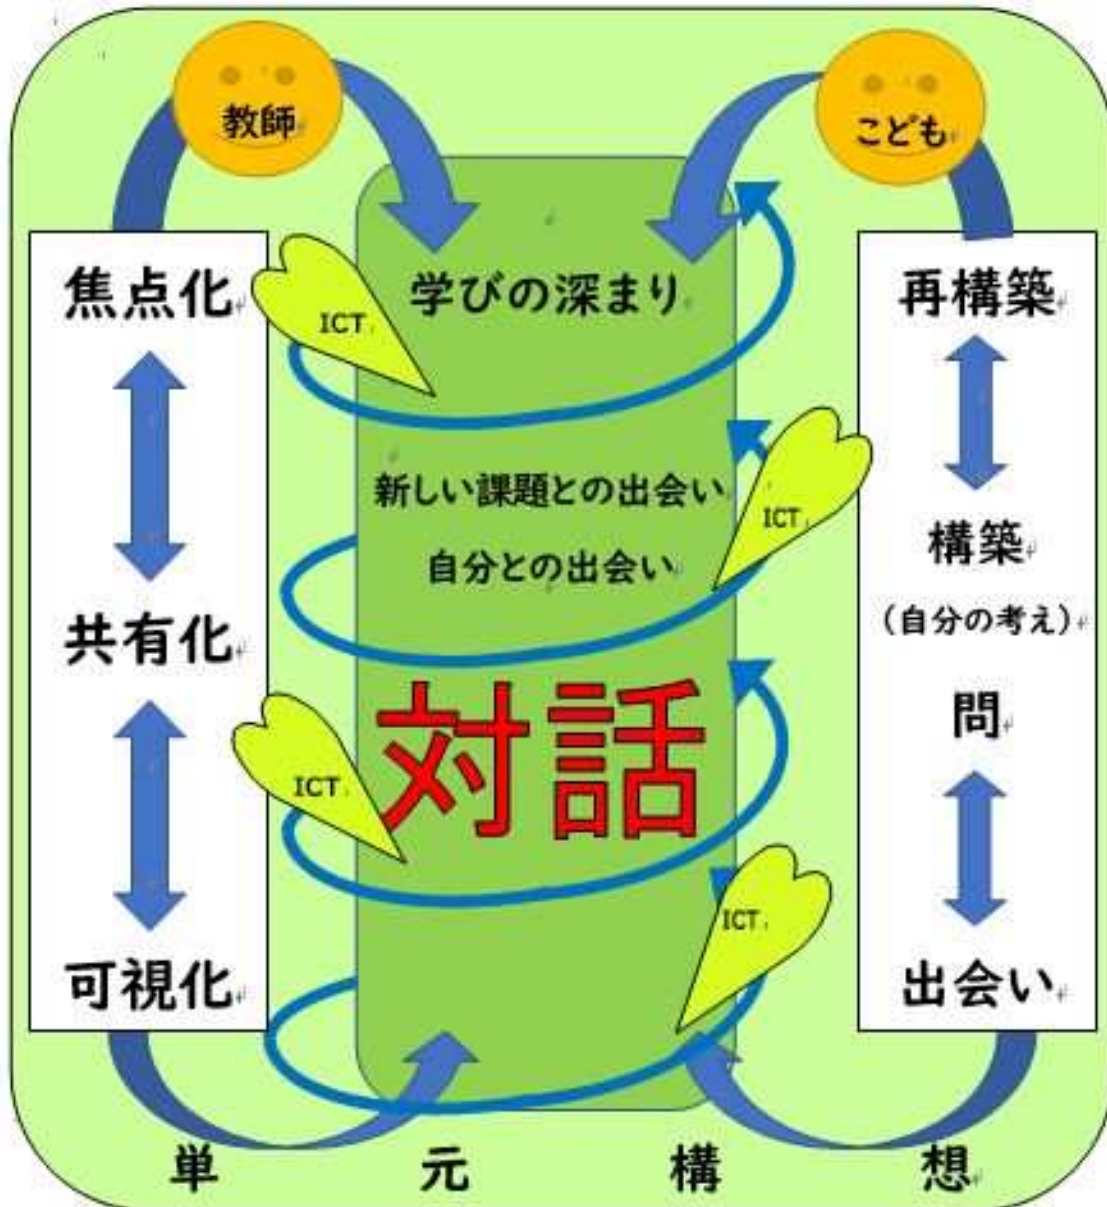 教師
こども
焦点化
共有化
可視化
ICT
学びの深まり
ICT
新しい課題との出会い
自分との出会い
対話
ICT
ICT
再構築
構築
(自分の考え)
問
出会い
単元構想